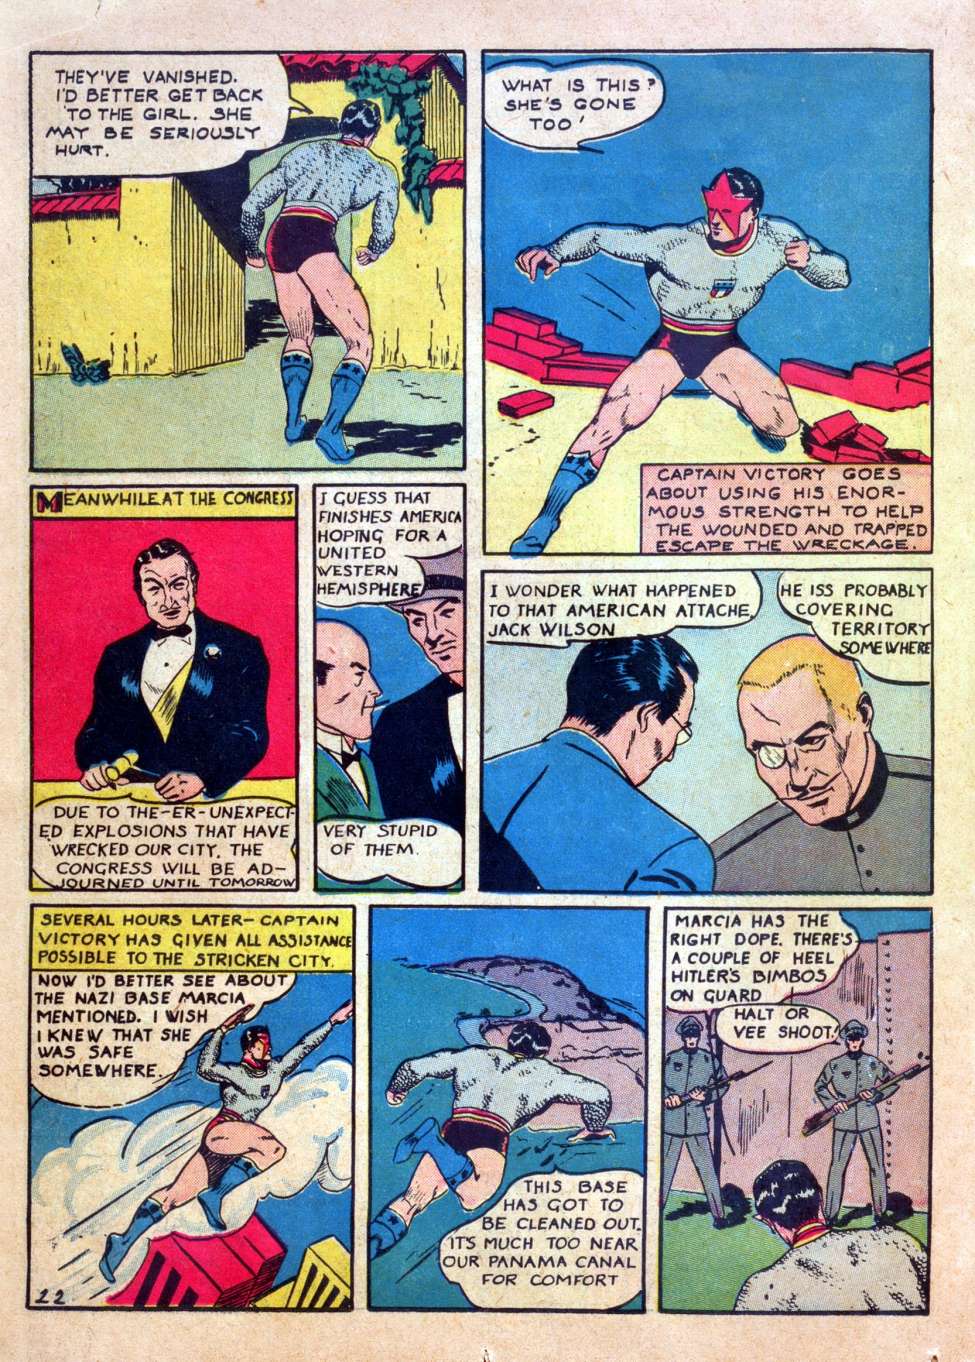 THEY'VE VANISHED.
I'D BETTER GET BACK
TO THE GIRL. SHE
MAY BE SERIOUSLY
HURT.
WHAT IS THIS?
SHE'S GONE
TOO'
CAPTAIN VICTORY GOES
ABOUT USING HIS ENOR-
MOUS STRENGTH TO HELP
THE WOUNDED AND TRAPPED
ESCAPE THE WRECKAGE.
MEANWHILE AT THE CONGRESS
DUE TO THE-ER-UNEXPECT-
ED EXPLOSIONS THAT HAVE
WRECKED OUR CITY, THE
CONGRESS WILL BE AD-
JOURNED UNTIL TOMORROW
I GUESS THAT
FINISHES AMERICA
HOPING FOR A
UNITED
WESTERN
HEMISPHERE
VERY STUPID
OF THEM.
I WONDER WHAT HAPPENED
TO THAT AMERICAN ATTACHE,
JACK WILSON
HE ISS PROBABLY
COVERING
TERRITORY
SOMEWHERE
SEVERAL HOURS LATER- CAPTAIN
VICTORY HAS GIVEN ALL ASSISTANCE
POSSIBLE TO THE STRICKEN CITY.
NOW I'D BETTER SEE ABOUT
THE NAZI BASE MARCIA
MENTIONED. I WISH
I KNEW THAT SHE
WAS SAFE
SOMEWHERE.
22
THIS BASE
HAS GOT TO
BE CLEANED OUT.
IT'S MUCH TOO NEAR
OUR PANAMA CANAL
FOR COMFORT
MARCIA HAS THE
RIGHT DOPE. THERE'S
A COUPLE OF HEEL
HITLER'S BIMBOS
ON GUARD
HALT OR
VEE SHOOT!